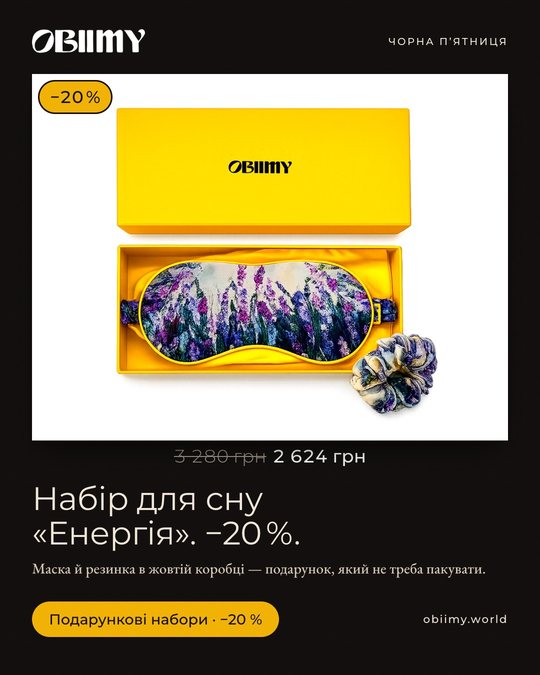 OBIIMY
ЧОРНА П'ЯТНИЦЯ
−20 %
OBIIMY
3 280 грн 2 624 грн
Набір для сну
«Енергія». −20 %.
Маска й резинка в жовтій коробці — подарунок, який не треба пакувати.
Подарункові набори · −20 %
obiimy.world